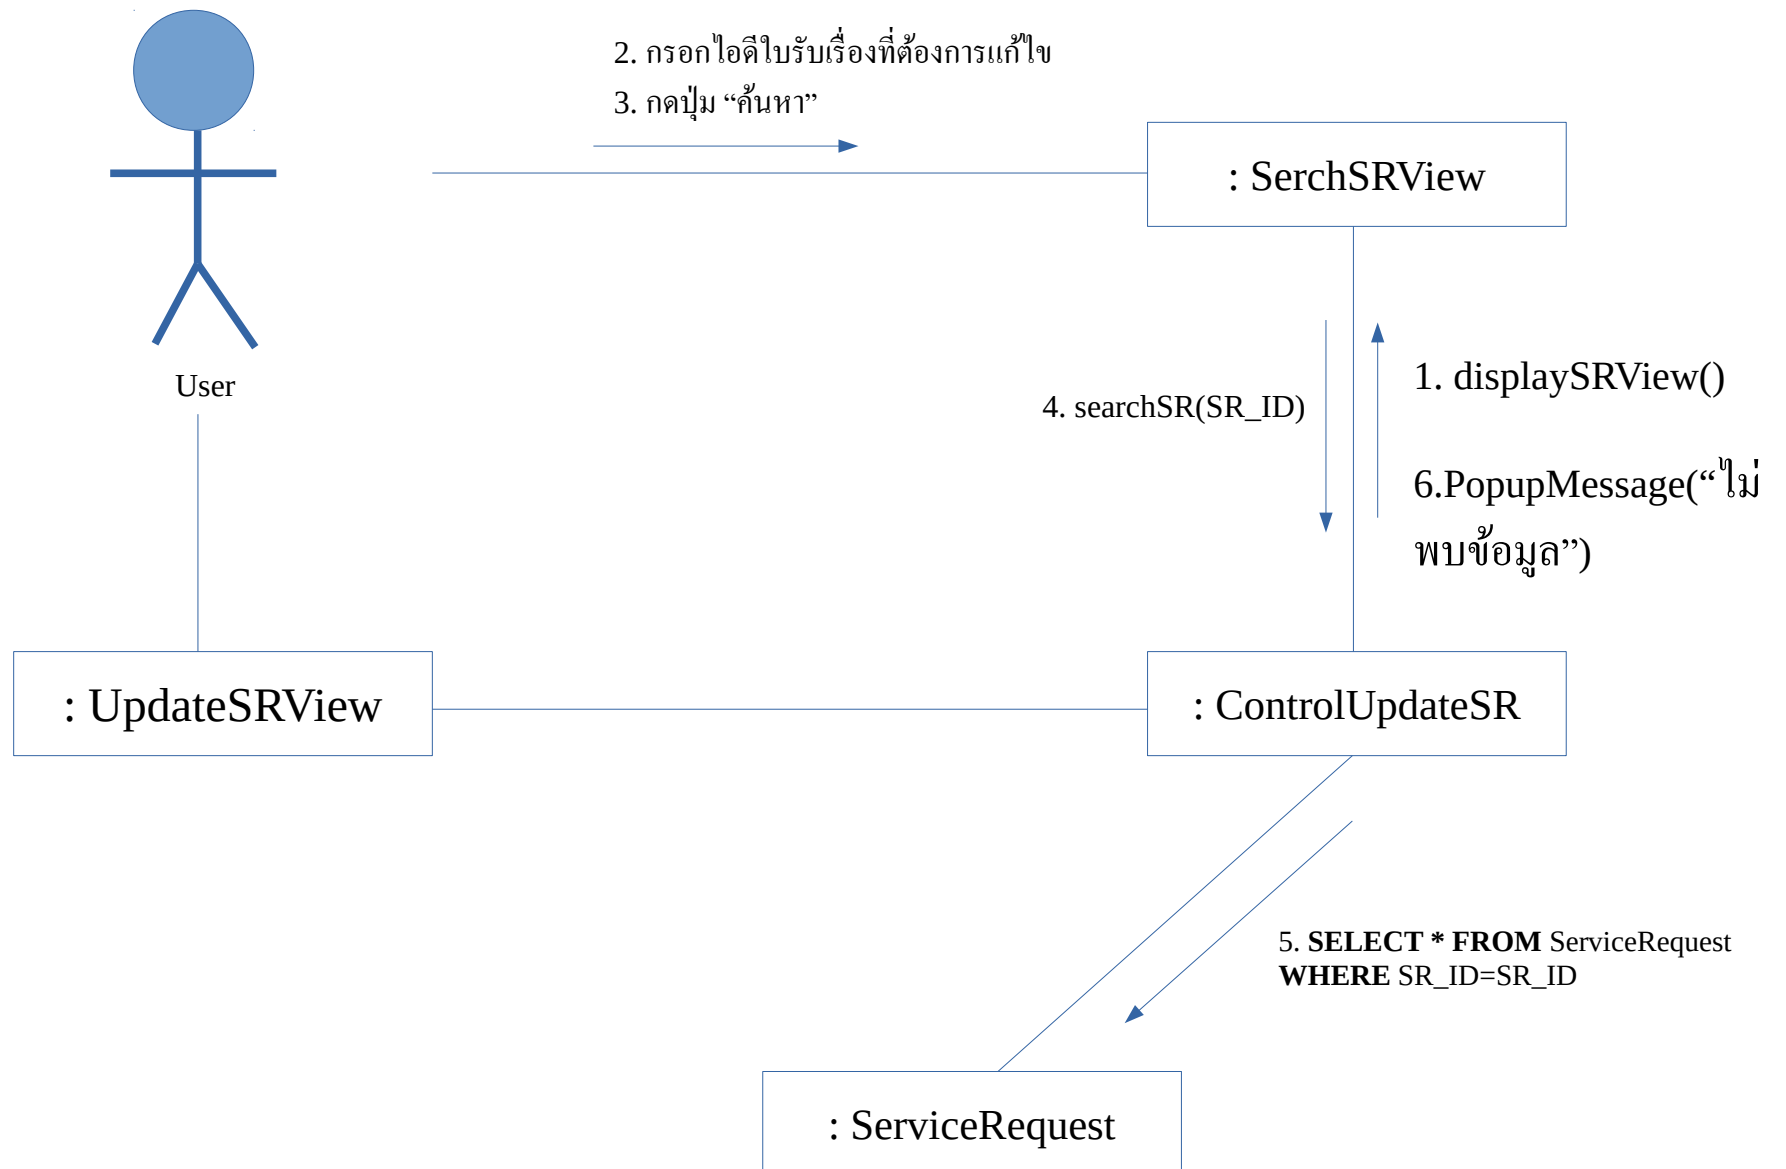 2. กรอกไอดีใบรับเรื่องที่ต้องการแก้ไข
3. กดปุ่ม “ค้นหา”
: SerchSRView
User
4. searchSR(SR_ID)
1. displaySRView()
6.PopupMessage(“ไม่
พบข้อมูล”)
: UpdateSRView
: ControlUpdateSR
5. SELECT * FROM ServiceRequest
WHERE SR_ID=SR_ID
: ServiceRequest